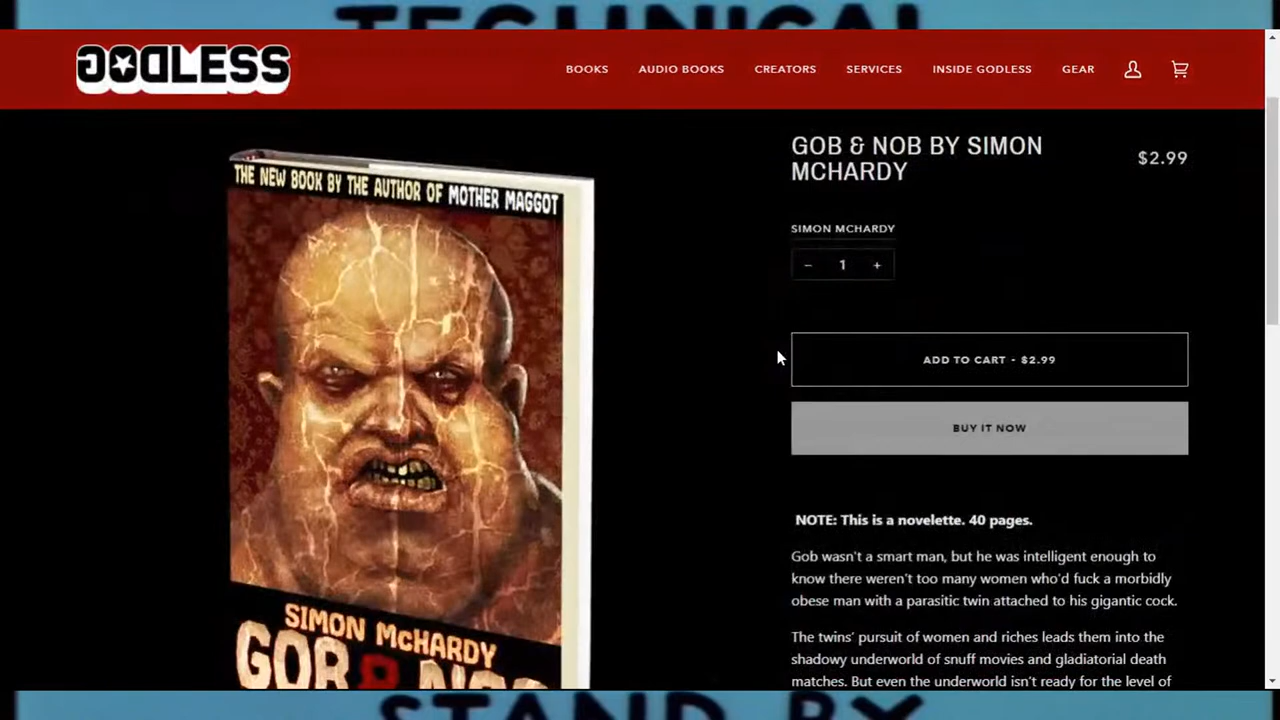 TECHNICAL
GODLESS
BOOKS
AUDIO BOOKS
CREATORS
SERVICES
INSIDE GODLESS
GEAR
THE NEW BOOK BY THE AUTHOR OF MOTHER MAGGOT
SIMON McHARDY
GOB & NOB
GOB & NOB BY SIMON
MCHARDY
$2.99
SIMON MCHARDY
− 1 +
ADD TO CART - $2.99
BUY IT NOW
NOTE: This is a novelette. 40 pages.
Gob wasn't a smart man, but he was intelligent enough to
know there weren't too many women who'd fuck a morbidly
obese man with a parasitic twin attached to his gigantic cock.
The twins' pursuit of women and riches leads them into the
shadowy underworld of snuff movies and gladiatorial death
matches. But even the underworld isn't ready for the level of
STAND BY